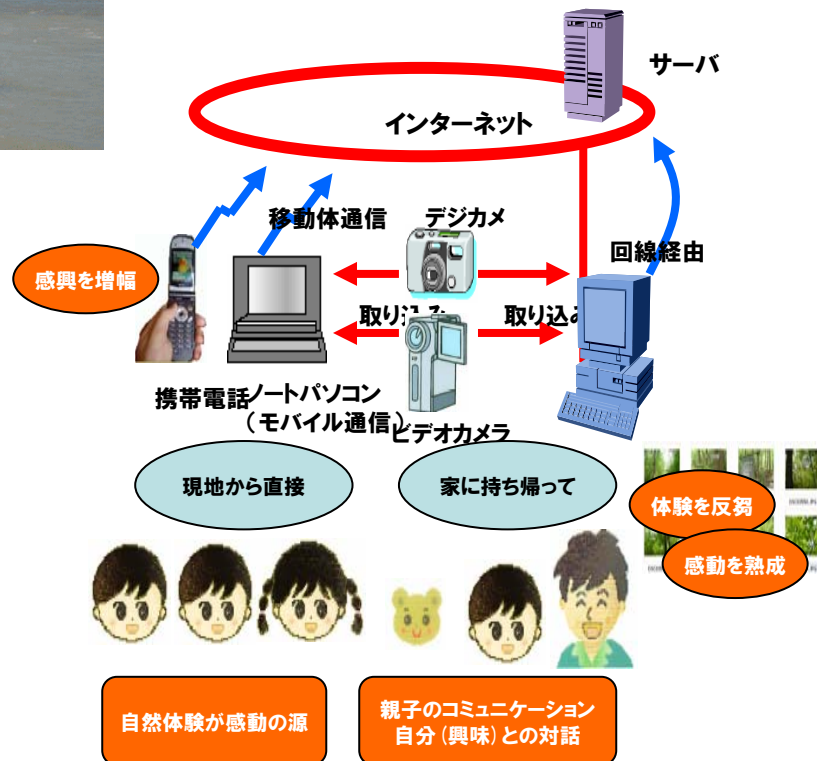 サーバ
インターネット
移動体通信
デジカメ
回線経由
感興を増幅
取り込み
取り込み
携帯電話
ノートパソコン
（モバイル通信）
ビデオカメラ
現地から直接
家に持ち帰って
体験を反芻
感動を熟成
自然体験が感動の源
親子のコミュニケーション
自分（興味）との対話